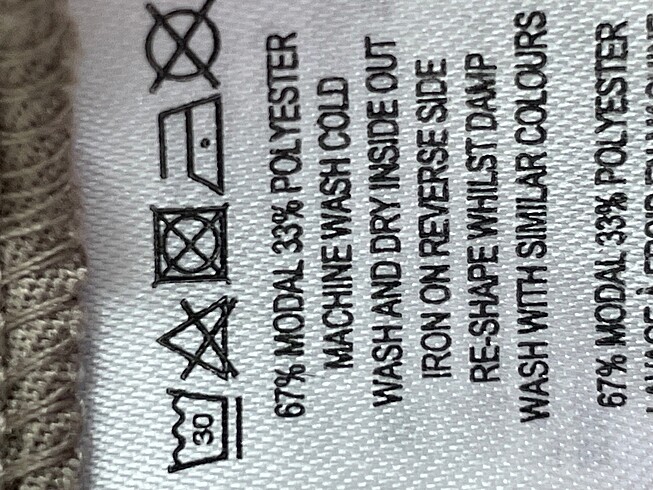 30
67% MODAL 33% POLYESTER
MACHINE WASH COLD
WASH AND DRY INSIDE OUT
IRON ON REVERSE SIDE
RE-SHAPE WHILST DAMP
WASH WITH SIMILAR COLOURS
67% MODAL 33% POLYESTER